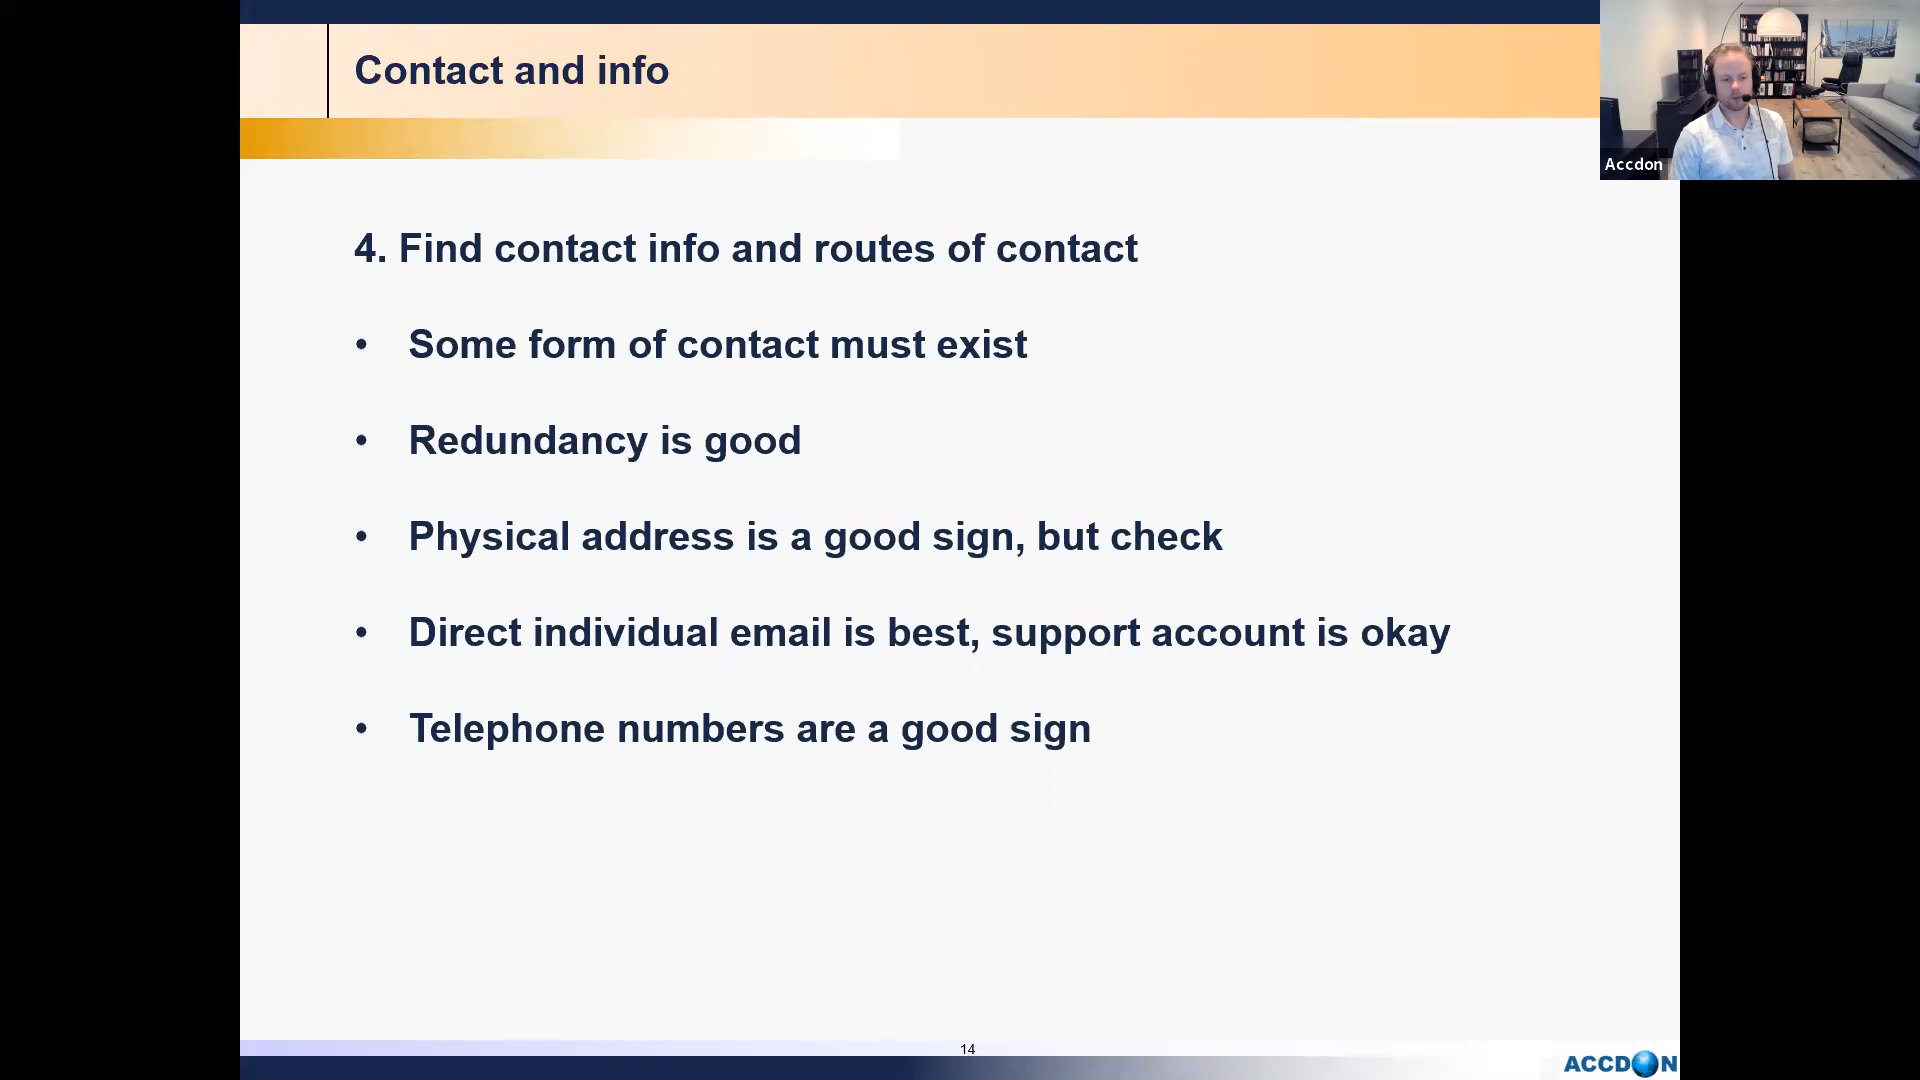 Contact and info
Accdon
4. Find contact info and routes of contact
• Some form of contact must exist
• Redundancy is good
• Physical address is a good sign, but check
• Direct individual email is best, support account is okay
• Telephone numbers are a good sign
14
ACCDON